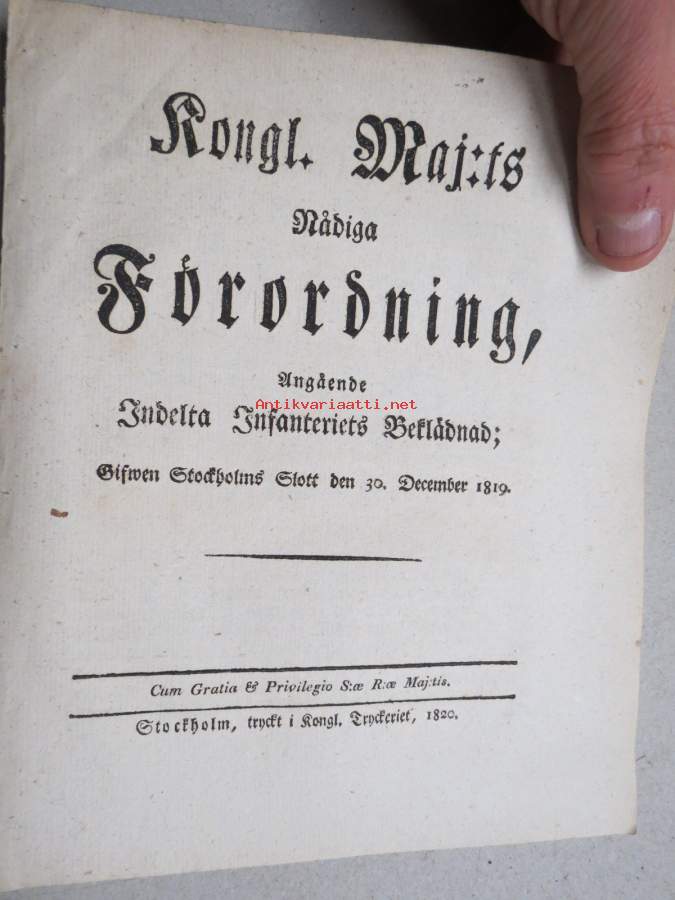 Kongl. Maj:ts
Nådiga
Förordning,
Angående
Antikvariaatti.net
Indelta Infanteriets Beklädnad;
Gifwen Stockholms Slott den 30. December 1819.
Cum Gratia & Privilegio S:æ R:æ Maj:tis.
Stockholm, tryckt i Kongl. Tryckeriet, 1820.